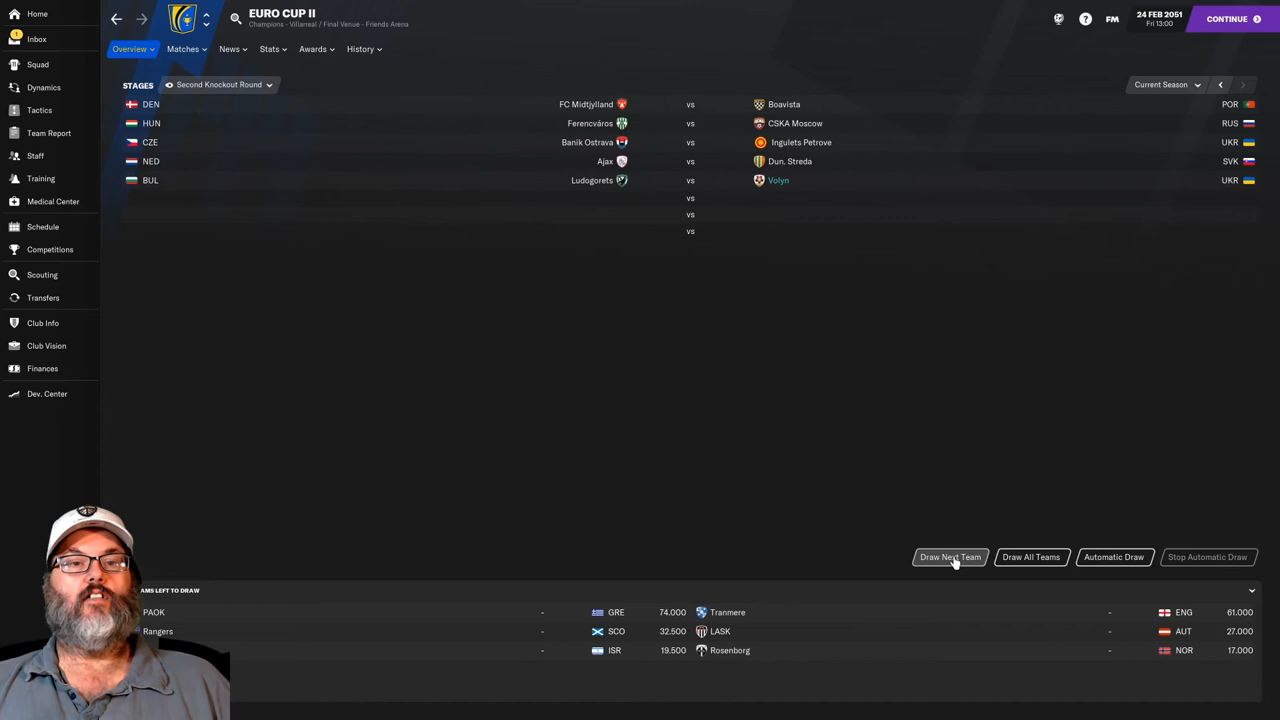 Home
EURO CUP II
Champions - Villarreal / Final Venue - Friends Arena
FM
24 FEB 2051
Fri 13:00
CONTINUE
1
Inbox
Overview
Matches
News
Stats
Awards
History
Squad
Dynamics
Tactics
Team Report
Staff
Training
Medical Center
Schedule
Competitions
Scouting
Transfers
Club Info
Club Vision
Finances
Dev. Center
STAGES
Second Knockout Round
Current Season
DEN FC Midtjylland vs Boavista POR
HUN Ferencváros vs CSKA Moscow RUS
CZE Banik Ostrava vs Ingulets Petrove UKR
NED Ajax vs Dun. Streda SVK
BUL Ludogorets vs Volyn UKR
vs
vs
vs
Draw Next Team
Draw All Teams
Automatic Draw
Stop Automatic Draw
AMS LEFT TO DRAW
PAOK - GRE 74.000 Tranmere - ENG 61.000
Rangers - SCO 32.500 LASK - AUT 27.000
- ISR 19.500 Rosenborg - NOR 17.000